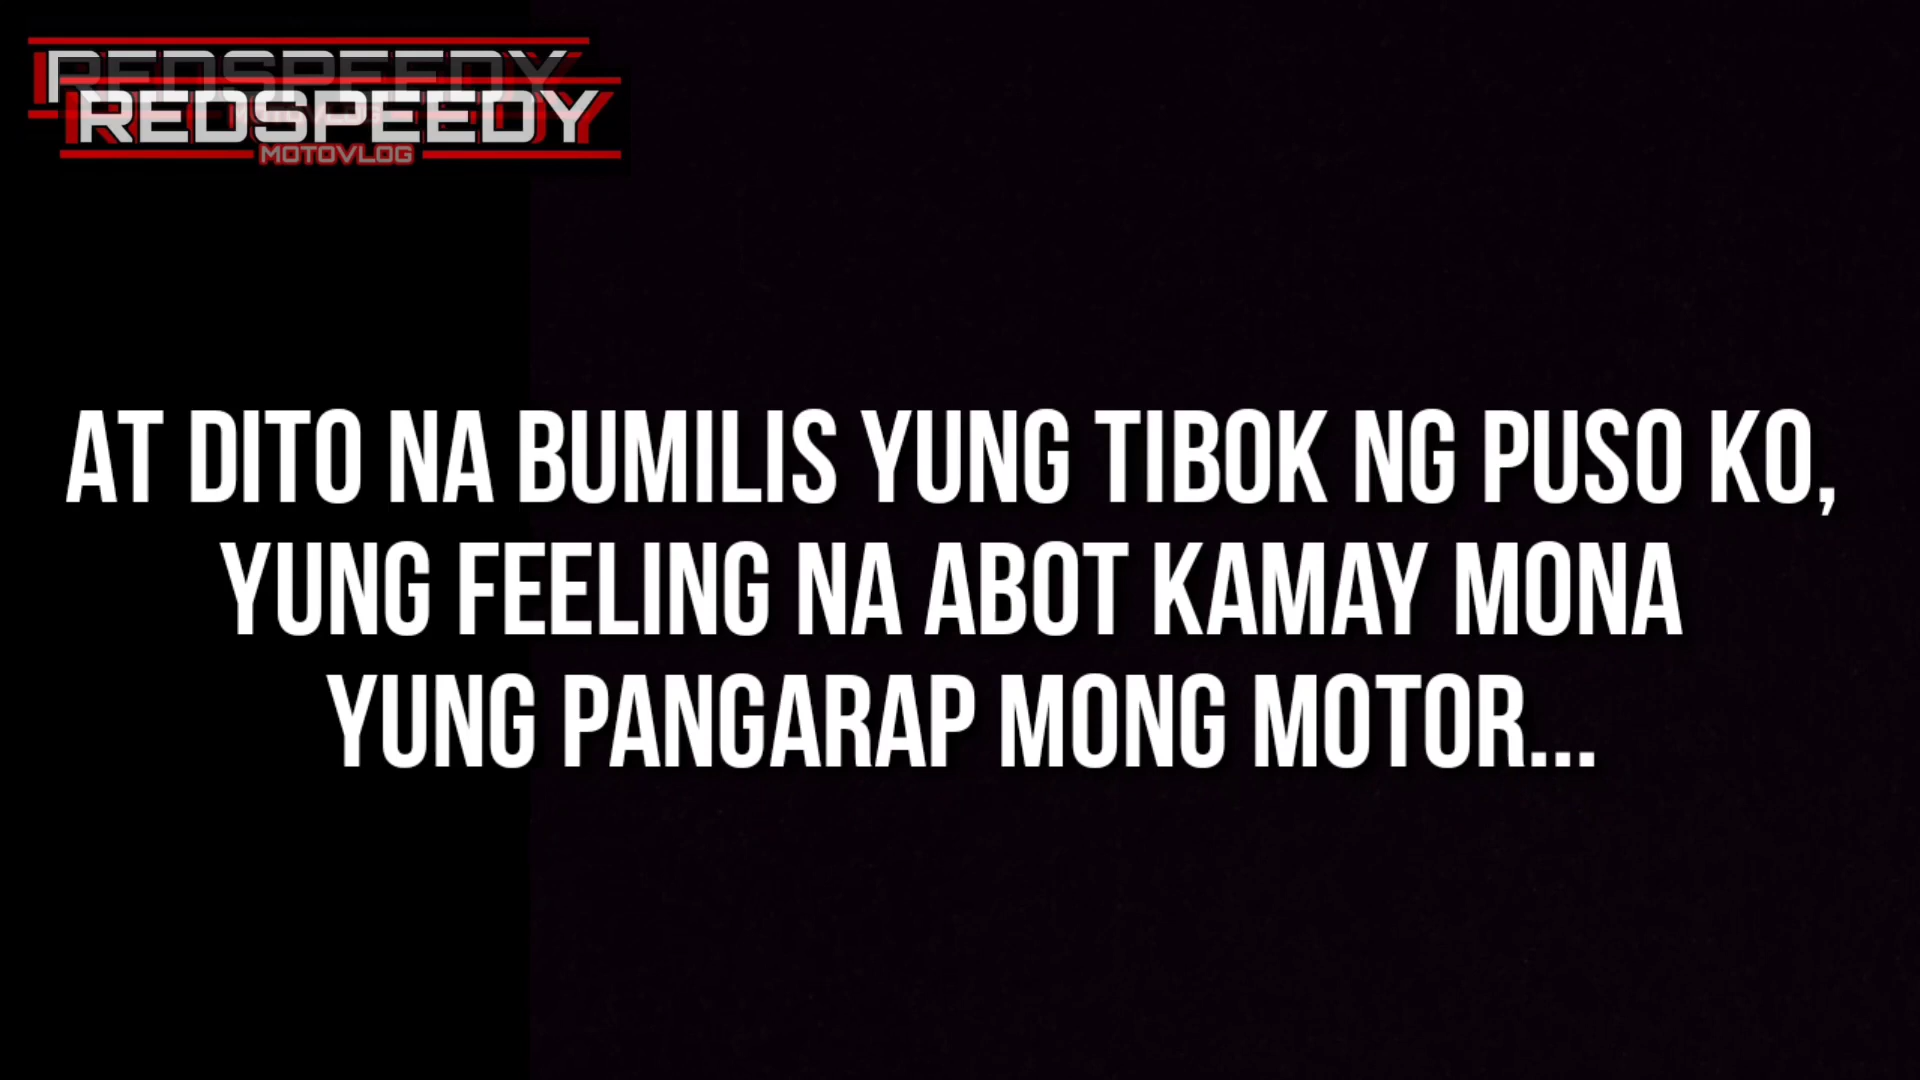 REDSPEEDY
REDSPEEDY
MOTOVLOG
AT DITO NA BUMILIS YUNG TIBOK NG PUSO KO,
YUNG FEELING NA ABOT KAMAY MONA
YUNG PANGARAP MONG MOTOR...